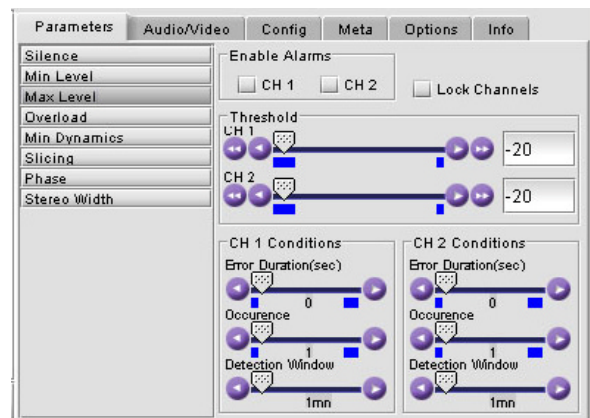 Parameters Audio/Video Config Meta Options Info
Silence
Min Level
Max Level
Overload
Min Dynamics
Slicing
Phase
Stereo Width
Enable Alarms
CH 1 CH 2
Lock Channels
Threshold
CH 1
-20
CH 2
-20
CH 1 Conditions
Error Duration(sec)
0
Occurence
1
Detection Window
1mn
CH 2 Conditions
Error Duration(sec)
0
Occurence
1
Detection Window
1mn